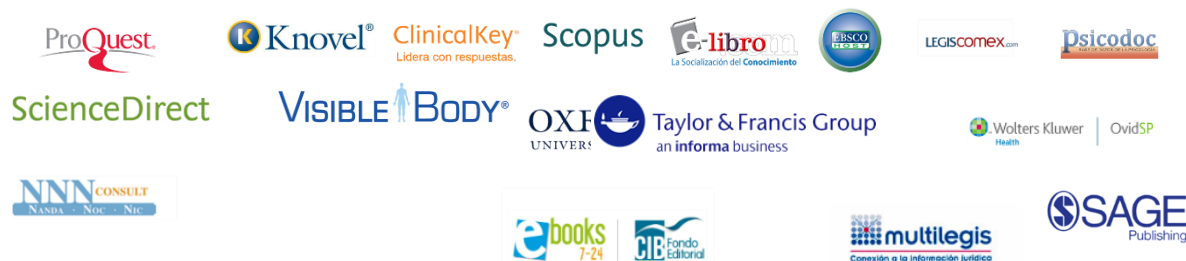 ProQuest
K Knovel®
ClinicalKey®
Lidera con respuestas.
Scopus
e-libro
.com
La Socialización del Conocimiento
EBSCO
HOST
LEGISCOMEX.com
Psicodoc
ScienceDirect
VISIBLE BODY®
OXF
UNIVERS
Taylor & Francis Group
an informa business
Wolters Kluwer
Health
OvidSP
NNN CONSULT
NANDA · NOC · NIC
ebooks
7-24
CIB Fondo
Editorial
multilegis
Conexión a la información jurídica
S SAGE
Publishing